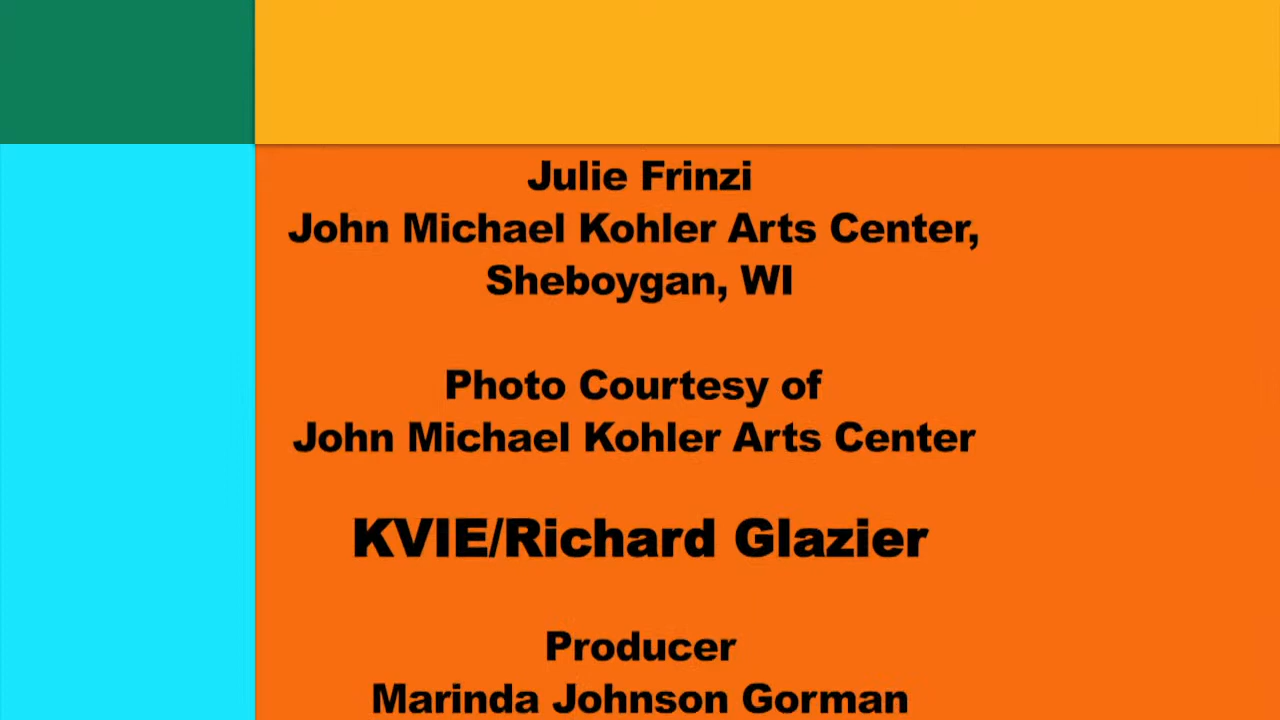 Julie Frinzi
John Michael Kohler Arts Center,
Sheboygan, WI
Photo Courtesy of
John Michael Kohler Arts Center
KVIE/Richard Glazier
Producer
Marinda Johnson Gorman